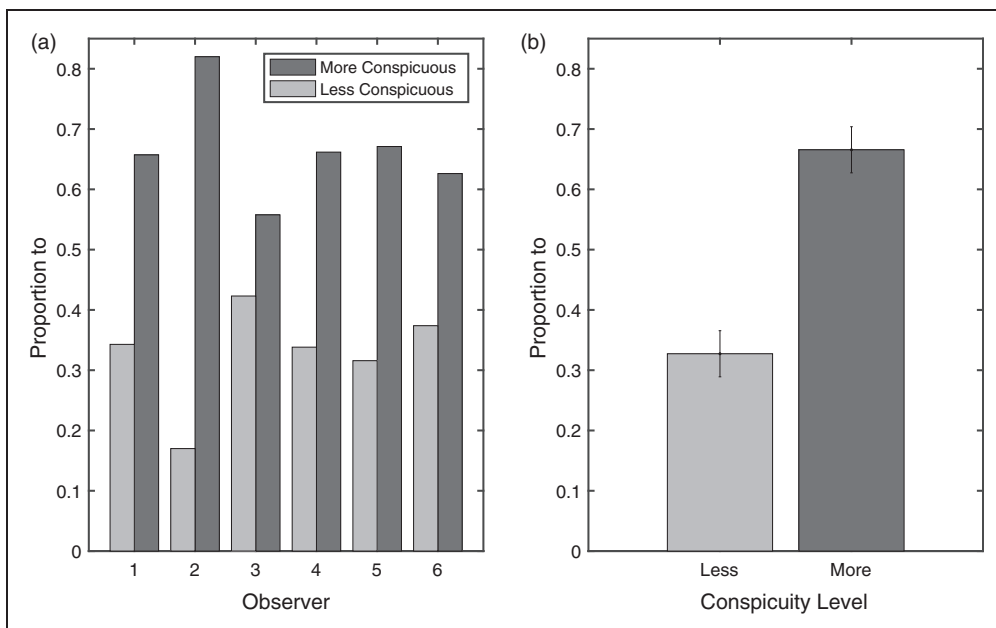 (a)
Proportion to
0.8
0.7
0.6
0.5
0.4
0.3
0.2
0.1
0
More Conspicuous
Less Conspicuous
1 2 3 4 5 6
Observer
(b)
Proportion to
0.8
0.7
0.6
0.5
0.4
0.3
0.2
0.1
0
Less More
Conspicuity Level